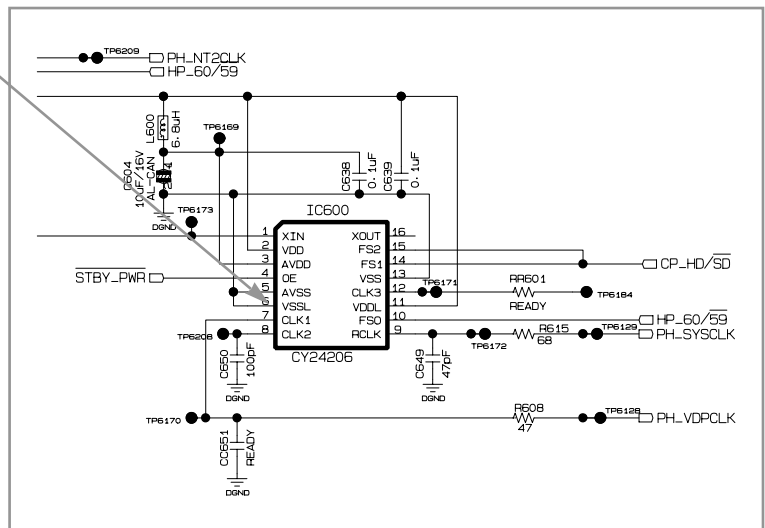 TP6209
PH_NT2CLK
HP_60/59
L600
6.8uH
TP6169
C604
10uF/16V
AL-CAN
C638
0.1uF
C639
0.1uF
DGND
TP6173
IC600
1 XIN
2 VDD
3 AVDD
4 OE
5 AVSS
6 VSSL
7 CLK1
8 CLK2
XOUT 16
FS2 15
FS1 14
VSS 13
CLK3 12
VDDL 11
FS0 10
RCLK 9
CY24206
STBY_PWR
CP_HD/SD
TP6171
RR601
READY
TP6184
HP_60/59
TP6208
C650
100pF
DGND
C649
47pF
DGND
TP6172
R615
68
TP6129
PH_SYSCLK
TP6170
CC651
READY
DGND
R608
47
TP6128
PH_VDPCLK